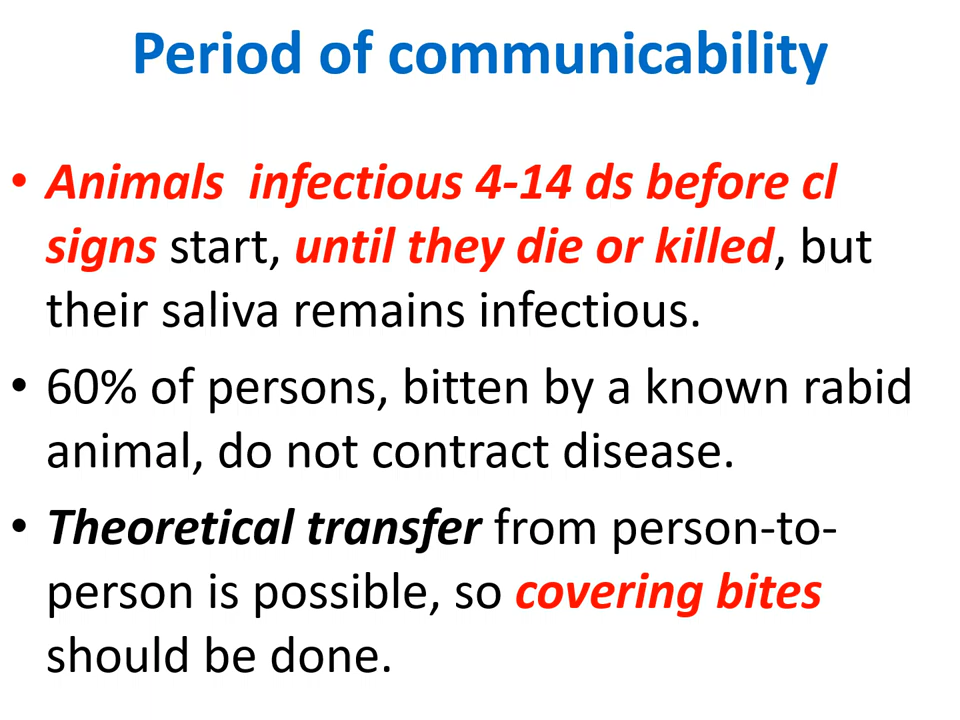 Period of communicability
• Animals  infectious 4-14 ds before cl
signs start, until they die or killed, but
their saliva remains infectious.
• 60% of persons, bitten by a known rabid
animal, do not contract disease.
• Theoretical transfer from person-to-
person is possible, so covering bites
should be done.